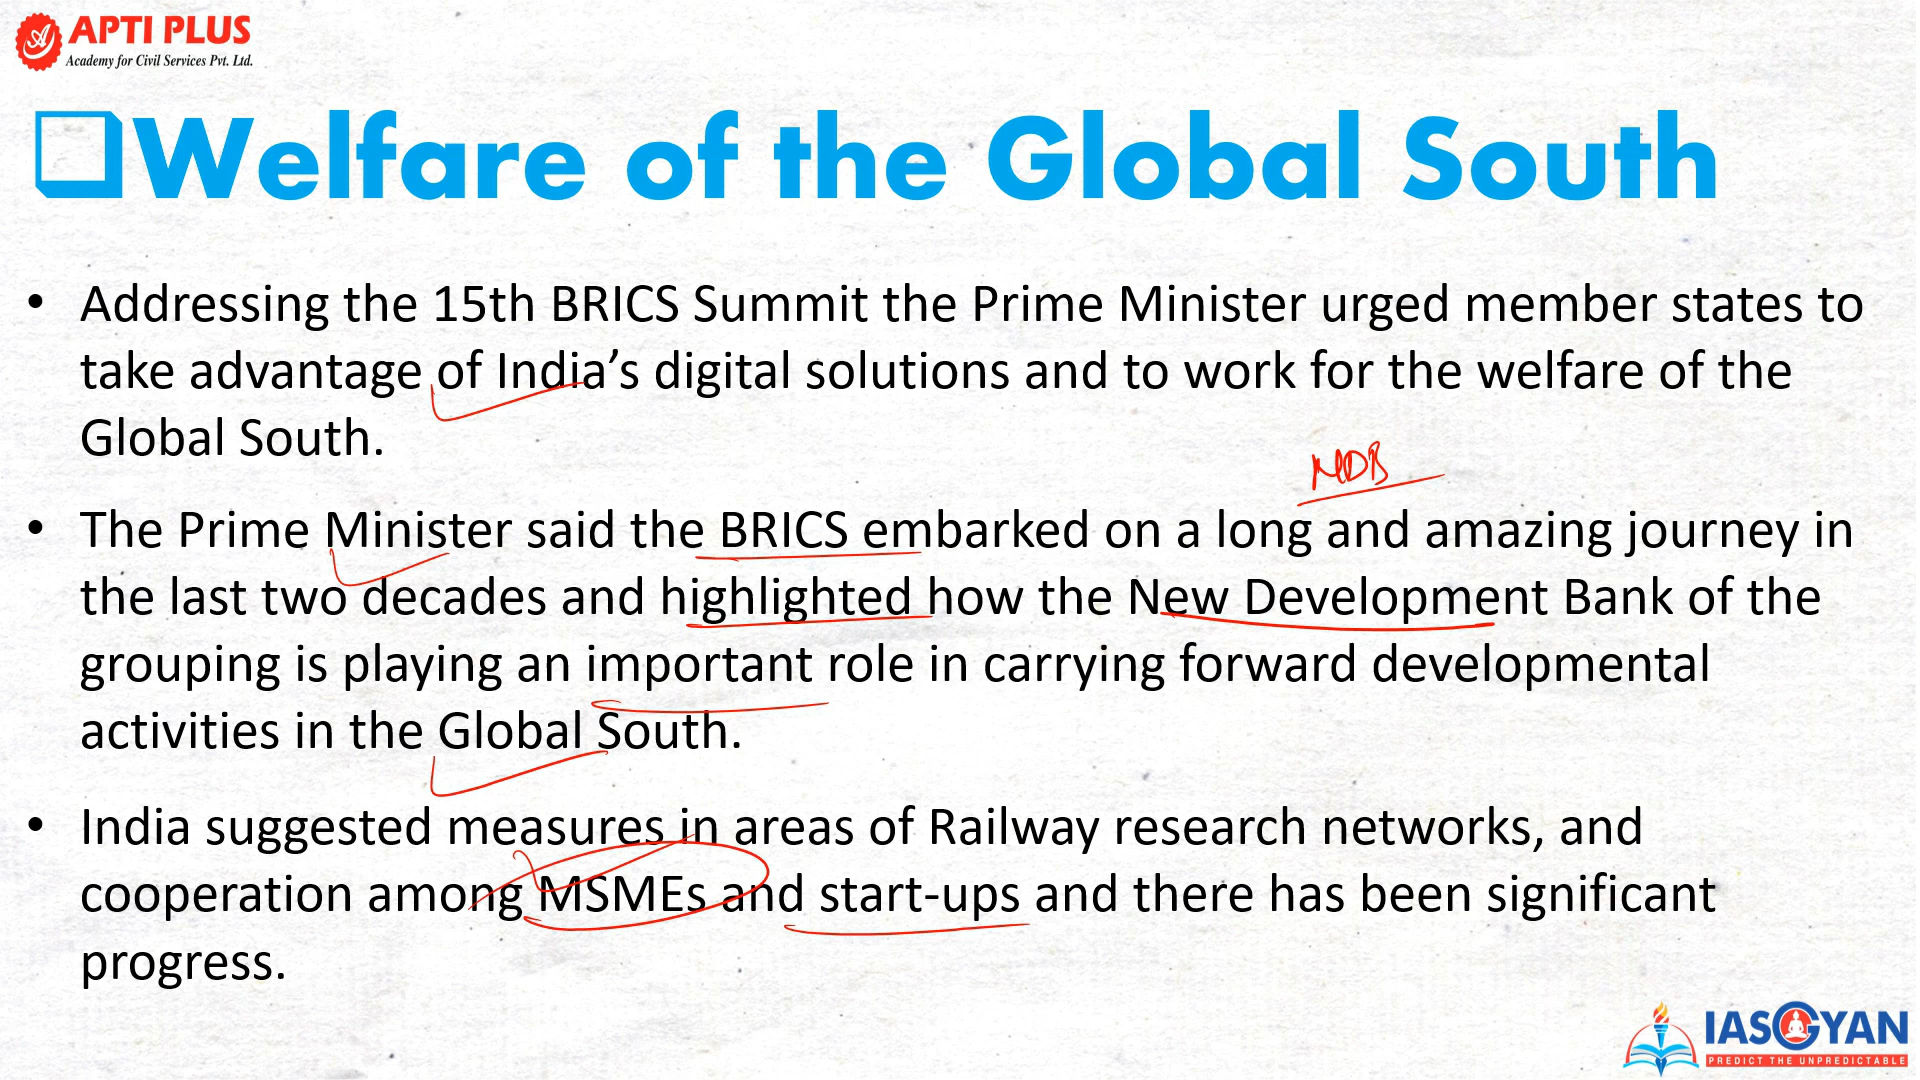 APTI PLUS
Academy for Civil Services Pvt. Ltd.
Welfare of the Global South
• Addressing the 15th BRICS Summit the Prime Minister urged member states to
take advantage of India’s digital solutions and to work for the welfare of the
Global South.
MDB
• The Prime Minister said the BRICS embarked on a long and amazing journey in
the last two decades and highlighted how the New Development Bank of the
grouping is playing an important role in carrying forward developmental
activities in the Global South.
• India suggested measures in areas of Railway research networks, and
cooperation among MSMEs and start-ups and there has been significant
progress.
IASGYAN
PREDICT THE UNPREDICTABLE